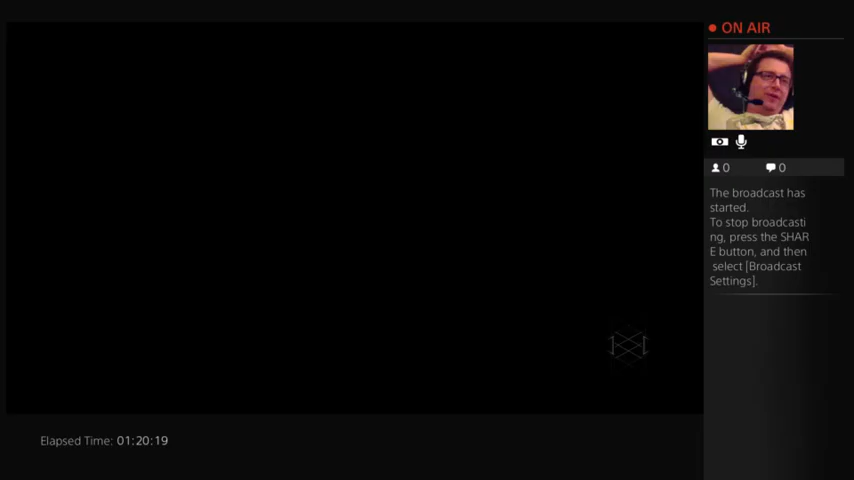 ON AIR
0 0
The broadcast has
started.
To stop broadcasti
ng, press the SHAR
E button, and then
select [Broadcast
Settings].
Elapsed Time: 01:20:19